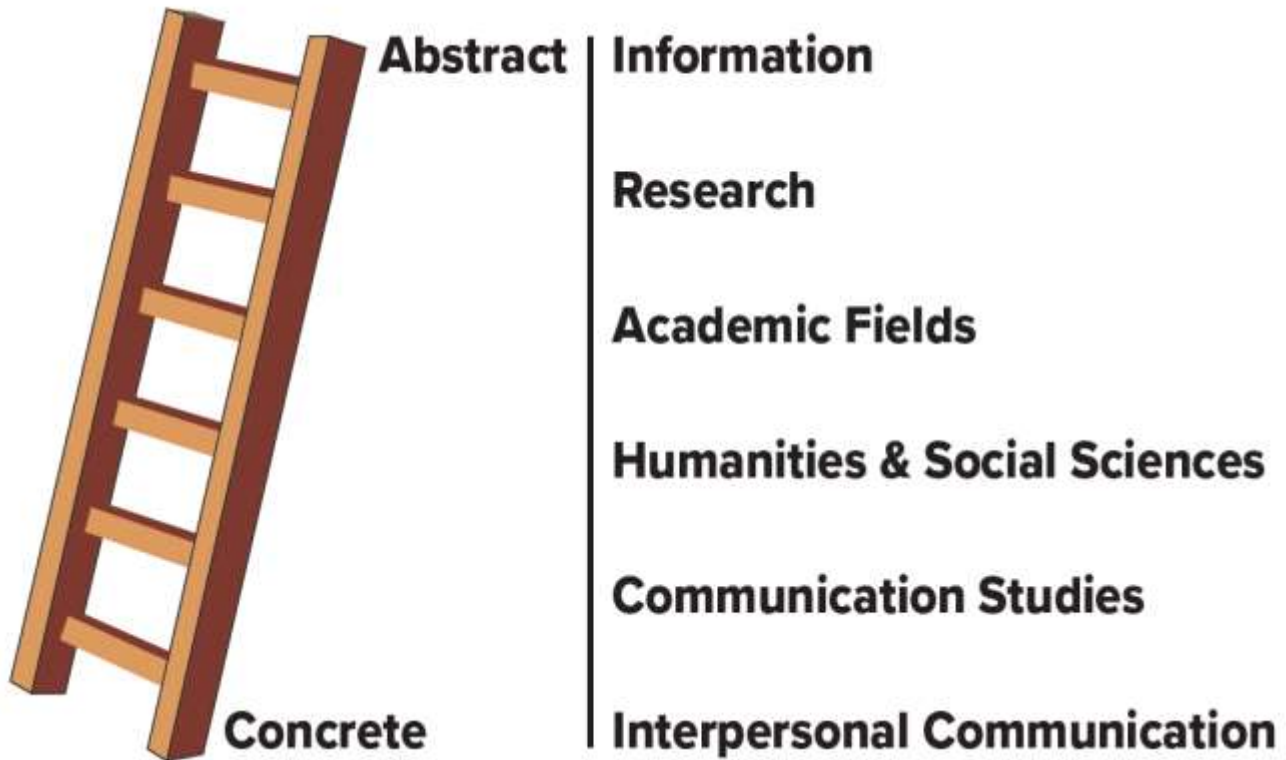 Abstract
Information
Research
Academic Fields
Humanities & Social Sciences
Communication Studies
Concrete
Interpersonal Communication